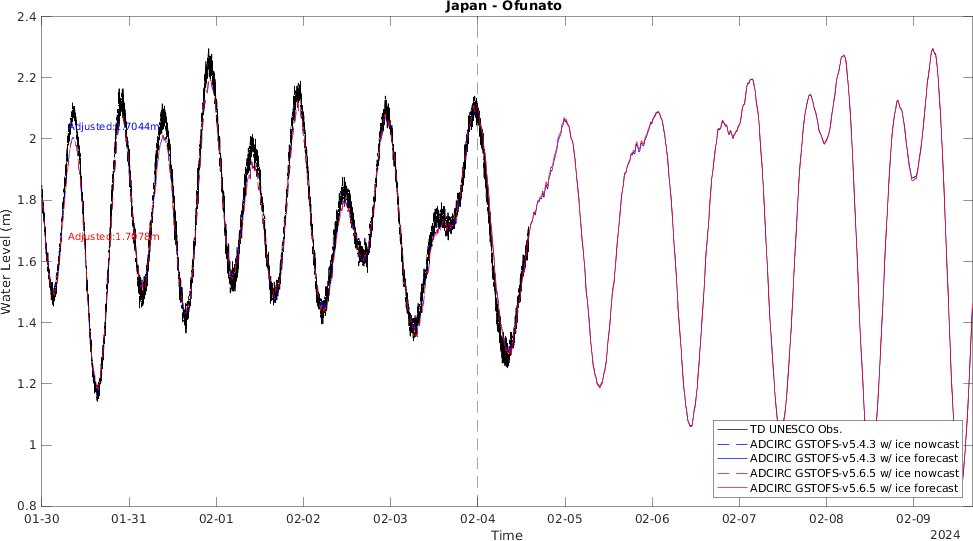 Japan - Ofunato
2.4
2.2
2
1.8
1.6
1.4
1.2
1
0.8
Water Level (m)
Adjusted:1.7044m
Adjusted:1.7078m
TD UNESCO Obs.
ADCIRC GSTOFS-v5.4.3 w/ ice nowcast
ADCIRC GSTOFS-v5.4.3 w/ ice forecast
ADCIRC GSTOFS-v5.6.5 w/ ice nowcast
ADCIRC GSTOFS-v5.6.5 w/ ice forecast
01-30 01-31 02-01 02-02 02-03 02-04 02-05 02-06 02-07 02-08 02-09
Time
2024